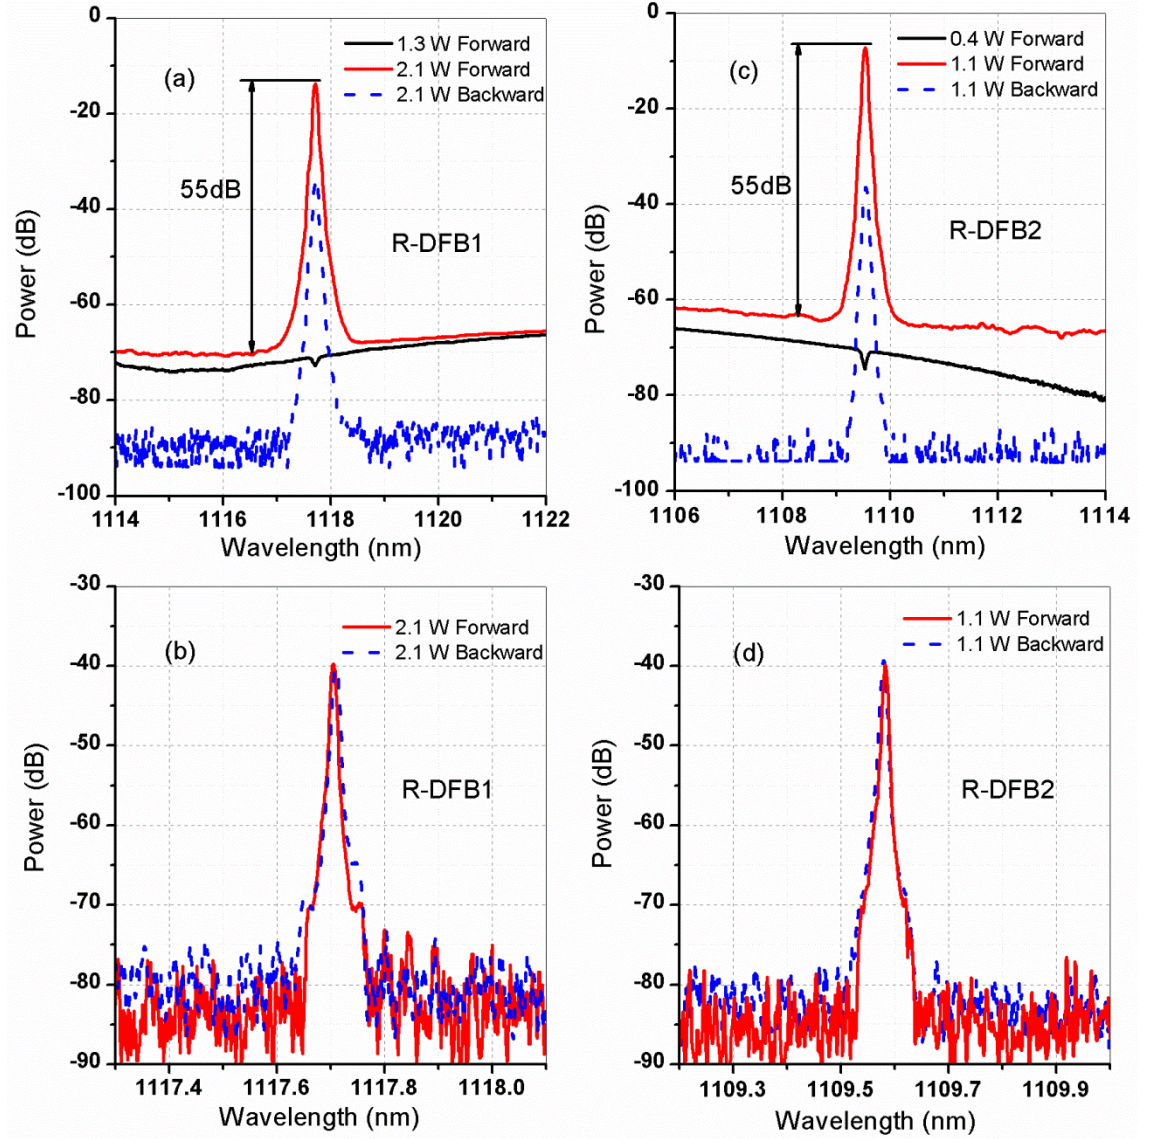 0
-20
-40
-60
-80
-100
Power (dB)
(a)
1.3 W Forward
2.1 W Forward
2.1 W Backward
55dB
R-DFB1
1114
1116
1118
1120
1122
Wavelength (nm)
0
-20
-40
-60
-80
-100
Power (dB)
(c)
0.4 W Forward
1.1 W Forward
1.1 W Backward
55dB
R-DFB2
1106
1108
1110
1112
1114
Wavelength (nm)
-30
-40
-50
-60
-70
-80
-90
Power (dB)
(b)
2.1 W Forward
2.1 W Backward
R-DFB1
1117.4
1117.6
1117.8
1118.0
Wavelength (nm)
-30
-40
-50
-60
-70
-80
-90
Power (dB)
(d)
1.1 W Forward
1.1 W Backward
R-DFB2
1109.3
1109.5
1109.7
1109.9
Wavelength (nm)